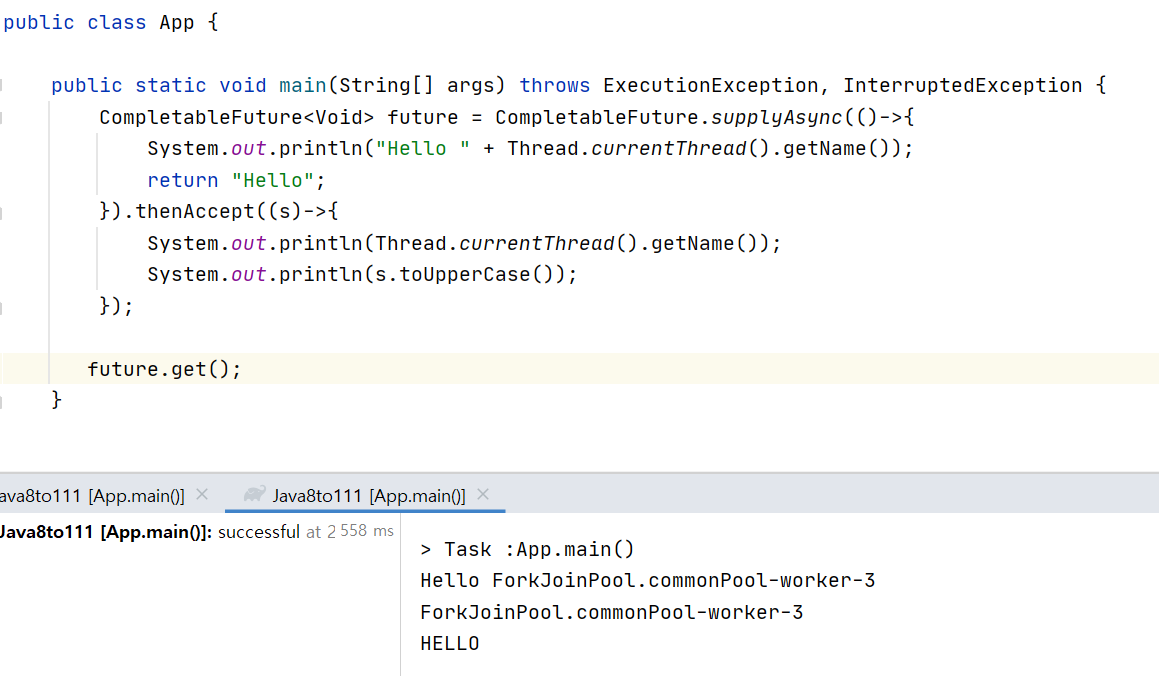 public class App {
public static void main(String[] args) throws ExecutionException, InterruptedException {
CompletableFuture<Void> future = CompletableFuture.supplyAsync(()->{
System.out.println("Hello " + Thread.currentThread().getName());
return "Hello";
}).thenAccept((s)->{
System.out.println(Thread.currentThread().getName());
System.out.println(s.toUpperCase());
});
future.get();
}
ava8to111 [App.main()] × Java8to111 [App.main()] ×
Java8to111 [App.main()]: successful at 2 558 ms
> Task :App.main()
Hello ForkJoinPool.commonPool-worker-3
ForkJoinPool.commonPool-worker-3
HELLO